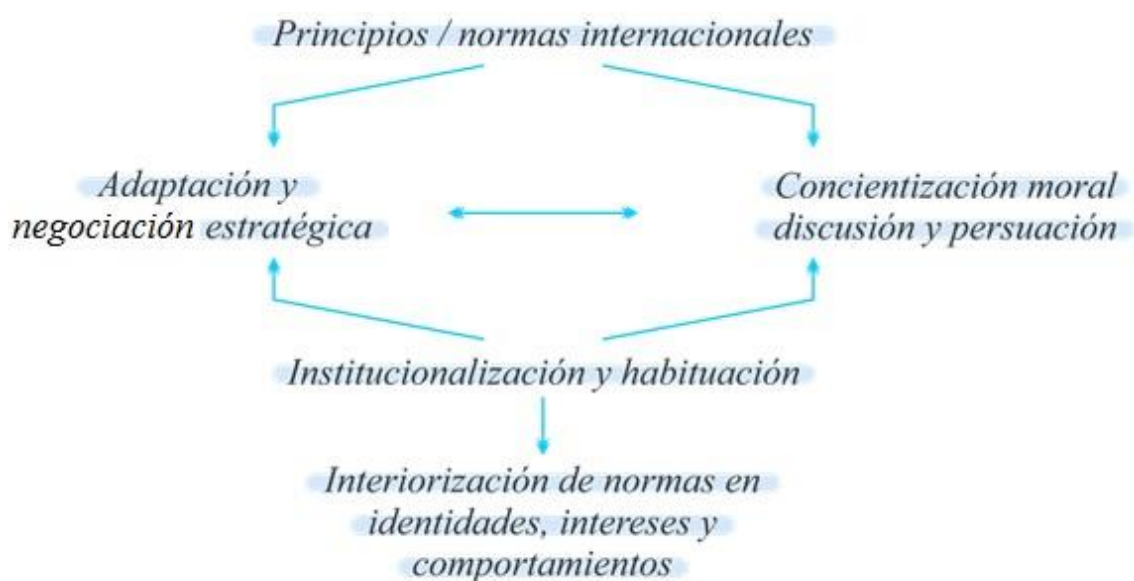 Principios / normas internacionales
Adaptación y
negociación estratégica
Concientización moral
discusión y persuación
Institucionalización y habituación
Interiorización de normas en
identidades, intereses y
comportamientos